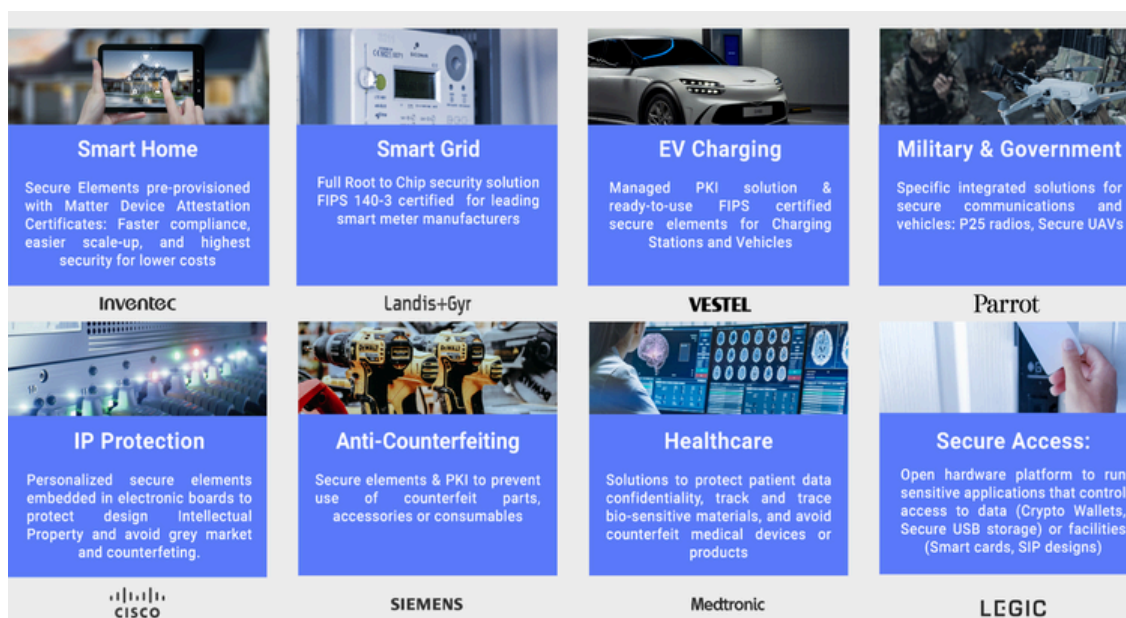 Smart Home
Secure Elements pre-provisioned
with Matter Device Attestation
Certificates: Faster compliance,
easier scale-up, and highest
security for lower costs
Inventec
Smart Grid
Full Root to Chip security solution
FIPS 140-3 certified for leading
smart meter manufacturers
Landis+Gyr
EV Charging
Managed PKI solution &
ready-to-use FIPS certified
secure elements for Charging
Stations and Vehicles
VESTEL
Military & Government
Specific integrated solutions for
secure communications and
vehicles: P25 radios, Secure UAVs
Parrot
IP Protection
Personalized secure elements
embedded in electronic boards to
protect design Intellectual
Property and avoid grey market
and counterfeting.
CISCO
DEWALT
DEWALT
Anti-Counterfeiting
Secure elements & PKI to prevent
use of counterfeit parts,
accessories or consumables
SIEMENS
Healthcare
Solutions to protect patient data
confidentiality, track and trace
bio-sensitive materials, and avoid
counterfeit medical devices or
products
Medtronic
Secure Access:
Open hardware platform to run
sensitive applications that control
access to data (Crypto Wallets,
Secure USB storage) or facilities
(Smart cards, SIP designs)
LEGIC